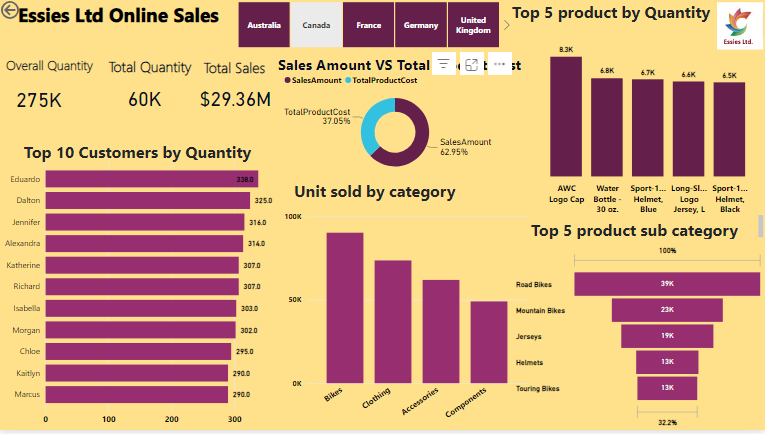 Essies Ltd Online Sales
Australia
Canada
France
Germany
United
Kingdom
Top 5 product by Quantity
Essies Ltd.
Overall Quantity
275K
Total Quantity
60K
Total Sales
$29.36M
Sales Amount VS Total
ct cost
SalesAmount
TotalProductCost
TotalProductCost
37.05%
SalesAmount
62.95%
8.3K
6.8K
6.7K
6.6K
6.5K
AWC
Logo Cap
Water
Bottle -
30 oz.
Sport-1...
Helmet,
Blue
Long-Sl...
Logo
Jersey, L
Sport-1...
Helmet,
Black
Top 10 Customers by Quantity
Eduardo
338.0
Dalton
325.0
Jennifer
316.0
Alexandra
314.0
Katherine
307.0
Richard
307.0
Isabella
303.0
Morgan
302.0
Chloe
295.0
Kaitlyn
290.0
Marcus
290.0
0
100
200
300
Unit sold by category
100K
50K
0K
Bikes
Clothing
Accessories
Components
Top 5 product sub category
100%
Road Bikes
39K
Mountain Bikes
23K
Jerseys
19K
Helmets
13K
Touring Bikes
13K
32.2%